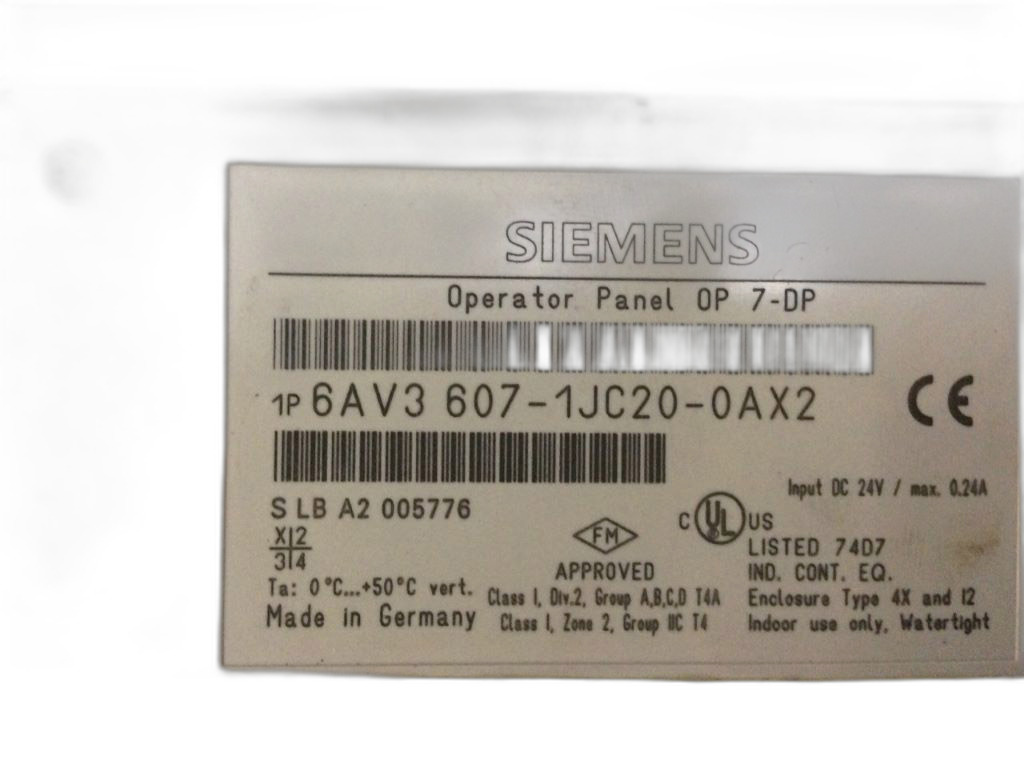 SIEMENS
Operator Panel OP 7-DP
1P 6AV3 607-1JC20-0AX2
CE
Input DC 24V / max. 0.24A
S LB A2 005776
X 2
3 4
FM
APPROVED
C UL US
LISTED 74D7
IND. CONT. EQ.
Ta: 0°C...+50°C vert.
Class I, Div.2, Group A,B,C,D T4A
Enclosure Type 4X and 12
Made in Germany
Class I, Zone 2, Group IIC T4
Indoor use only, Watertight